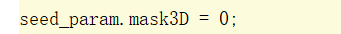 seed_param.mask3D = 0;